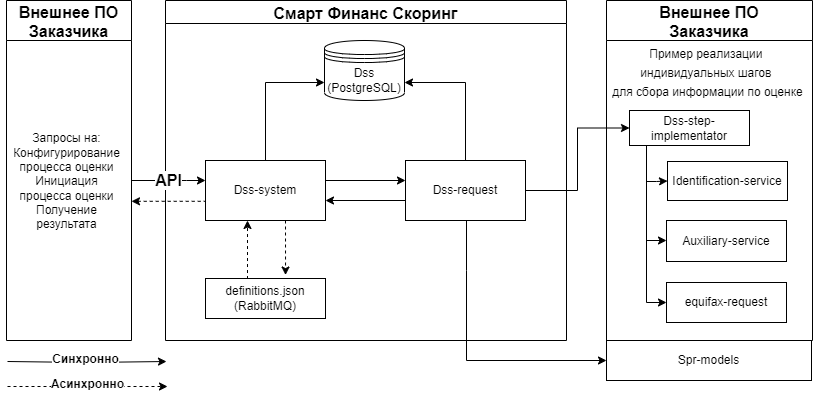 Внешнее ПО
Заказчика
Запросы на:
Конфигурирование
процесса оценки
Инициация
процесса оценки
Получение
результата
API
Смарт Финанс Скоринг
Dss
(PostgreSQL)
Dss-system
Dss-request
definitions.json
(RabbitMQ)
Внешнее ПО
Заказчика
Пример реализации
индивидуальных шагов
для сбора информации по оценке
Dss-step-
implementator
Identification-service
Auxiliary-service
equifax-request
Spr-models
Синхронно
Асинхронно